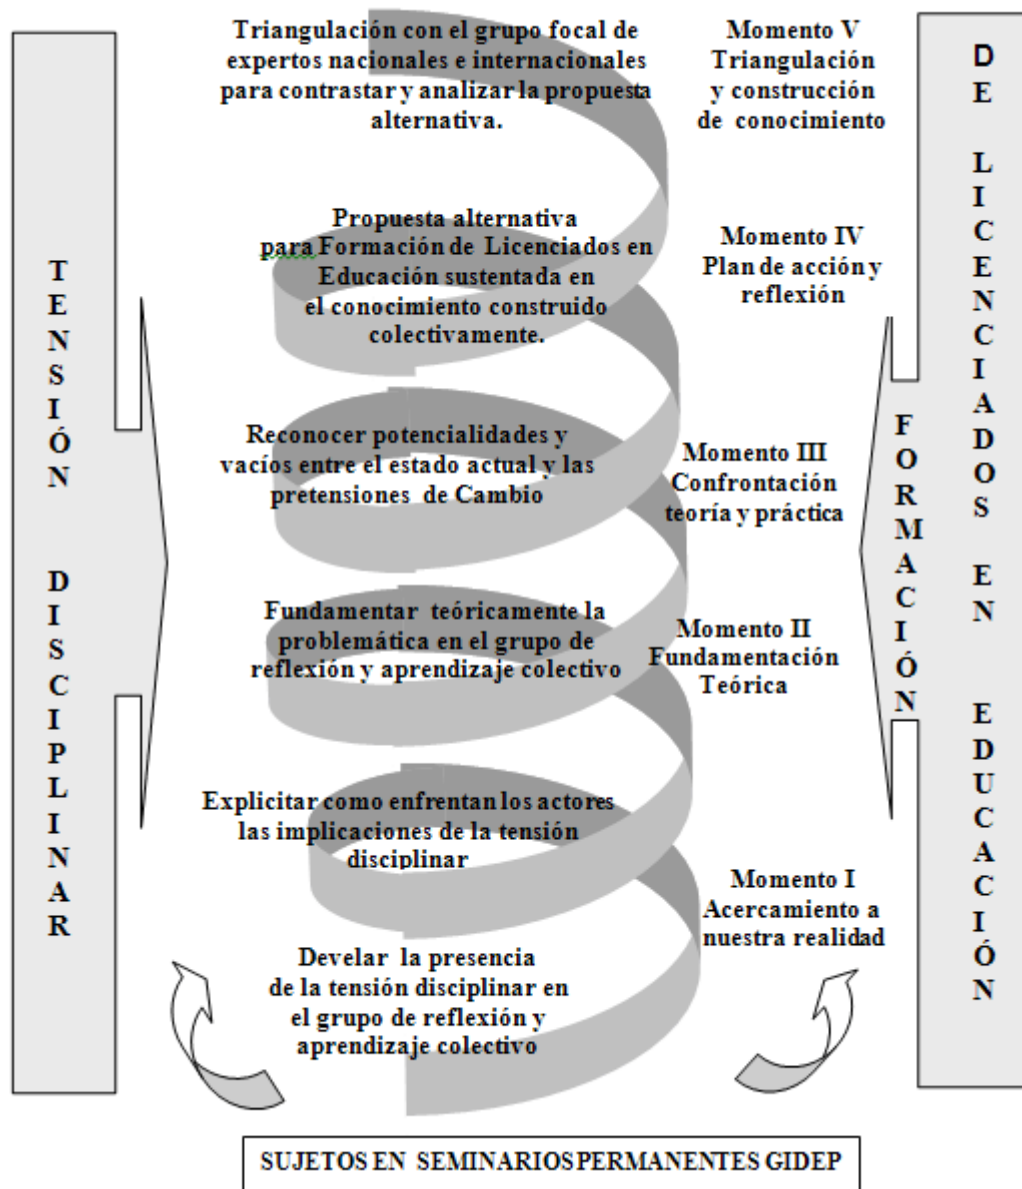 Triangulación con el grupo focal de
expertos nacionales e internacionales
para contrastar y analizar la propuesta
alternativa.
Momento V
Triangulación
y construcción
de conocimiento
Propuesta alternativa
para Formación de Licenciados en
Educación sustentada en
el conocimiento construido
colectivamente.
Momento IV
Plan de acción y
reflexión
Reconocer potencialidades y
vacíos entre el estado actual y las
pretensiones de Cambio
Momento III
Confrontación
teoría y práctica
Fundamentar teóricamente la
problemática en el grupo de
reflexión y aprendizaje colectivo
Momento II
Fundamentación
Teórica
Explicitar como enfrentan los actores
las implicaciones de la tensión
disciplinar
Momento I
Acercamiento a
nuestra realidad
Develar la presencia
de la tensión disciplinar en
el grupo de reflexión y
aprendizaje colectivo
TENSIÓN DISCIPLINAR
FORMACIÓN
DE LICENCIADOS EN EDUCACIÓN
SUJETOS EN SEMINARIOS PERMANENTES GIDEP